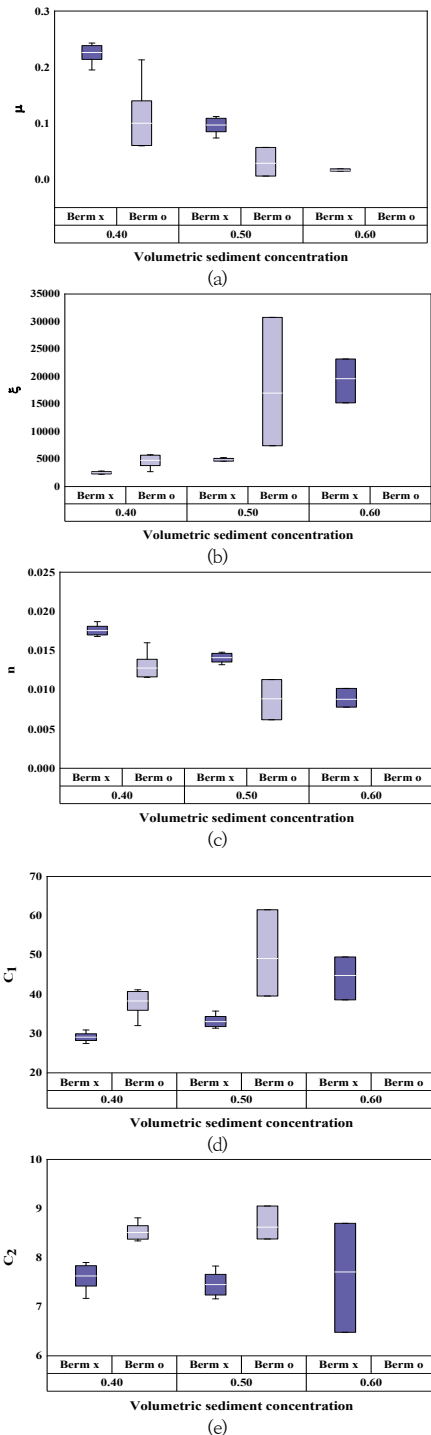 0.3
0.2
μ
0.1
0.0
Berm x Berm o Berm x Berm o Berm x Berm o
0.40 0.50 0.60
Volumetric sediment concentration
(a)
35000
30000
25000
20000
ξ
15000
10000
5000
0
Berm x Berm o Berm x Berm o Berm x Berm o
0.40 0.50 0.60
Volumetric sediment concentration
(b)
0.025
0.020
0.015
n
0.010
0.005
0.000
Berm x Berm o Berm x Berm o Berm x Berm o
0.40 0.50 0.60
Volumetric sediment concentration
(c)
70
60
50
C1
40
30
20
Berm x Berm o Berm x Berm o Berm x Berm o
0.40 0.50 0.60
Volumetric sediment concentration
(d)
10
9
8
C2
7
6
Berm x Berm o Berm x Berm o Berm x Berm o
0.40 0.50 0.60
Volumetric sediment concentration
(e)